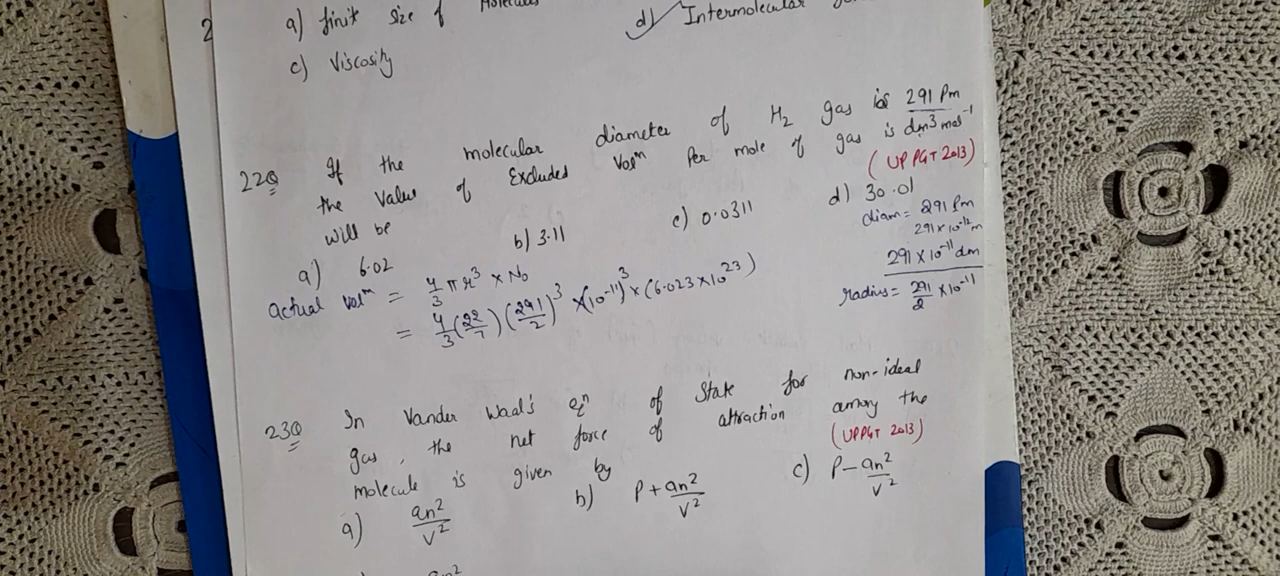 2
a) finit size of Molecules
d) Intermolecular
c) Viscosity
22Q If the molecular diameter of H2 gas is 291 Pm
the value of Excluded Volm Per mole of gas is dm3 mol-1
will be (UP PGT 2013)
a) 6.02 b) 3.11 c) 0.0311 d) 30.01
diam = 291 Pm
291 x 10-12 m
291 x 10-11 dm
radius = 291/2 x 10-11
actual Volm = 4/3 π r3 x N0
= 4/3 (22/7) (291/2)3 x (10-11)3 x (6.023 x 1023)
23Q In Vander Waal's eqn of State for non-ideal
gas, the net force of attraction among the
molecule is given by (UPPGT 2013)
a) an2/V2 b) P + an2/V2 c) P - an2/V2
an2